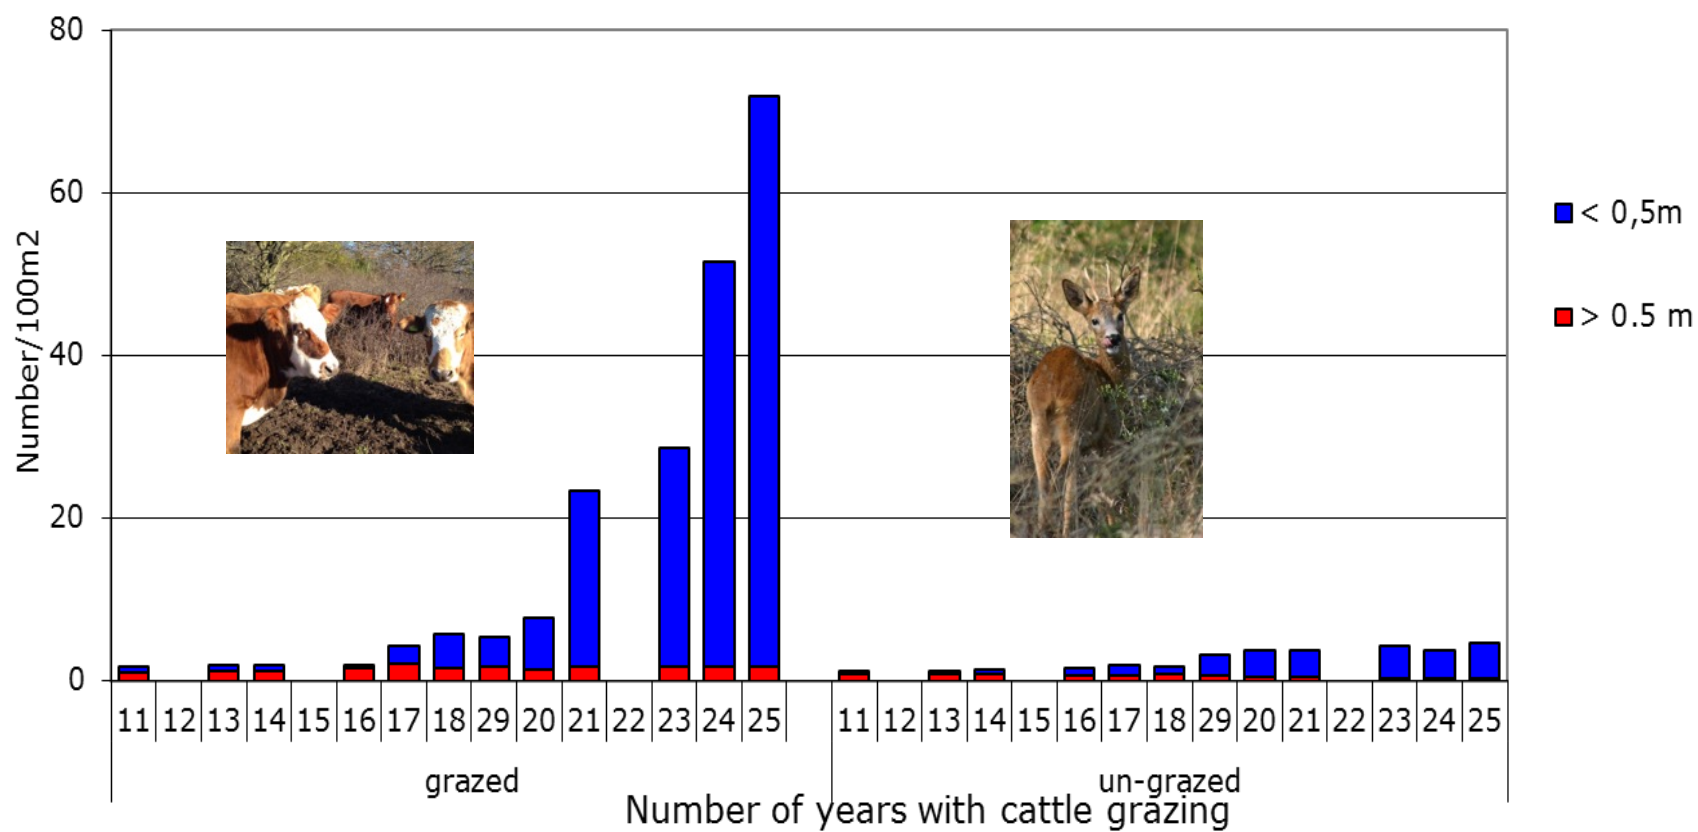 80
60
40
20
0
Number/100m2
< 0,5m
> 0.5 m
11 12 13 14 15 16 17 18 29 20 21 22 23 24 25 11 12 13 14 15 16 17 18 29 20 21 22 23 24 25
grazed un-grazed
Number of years with cattle grazing